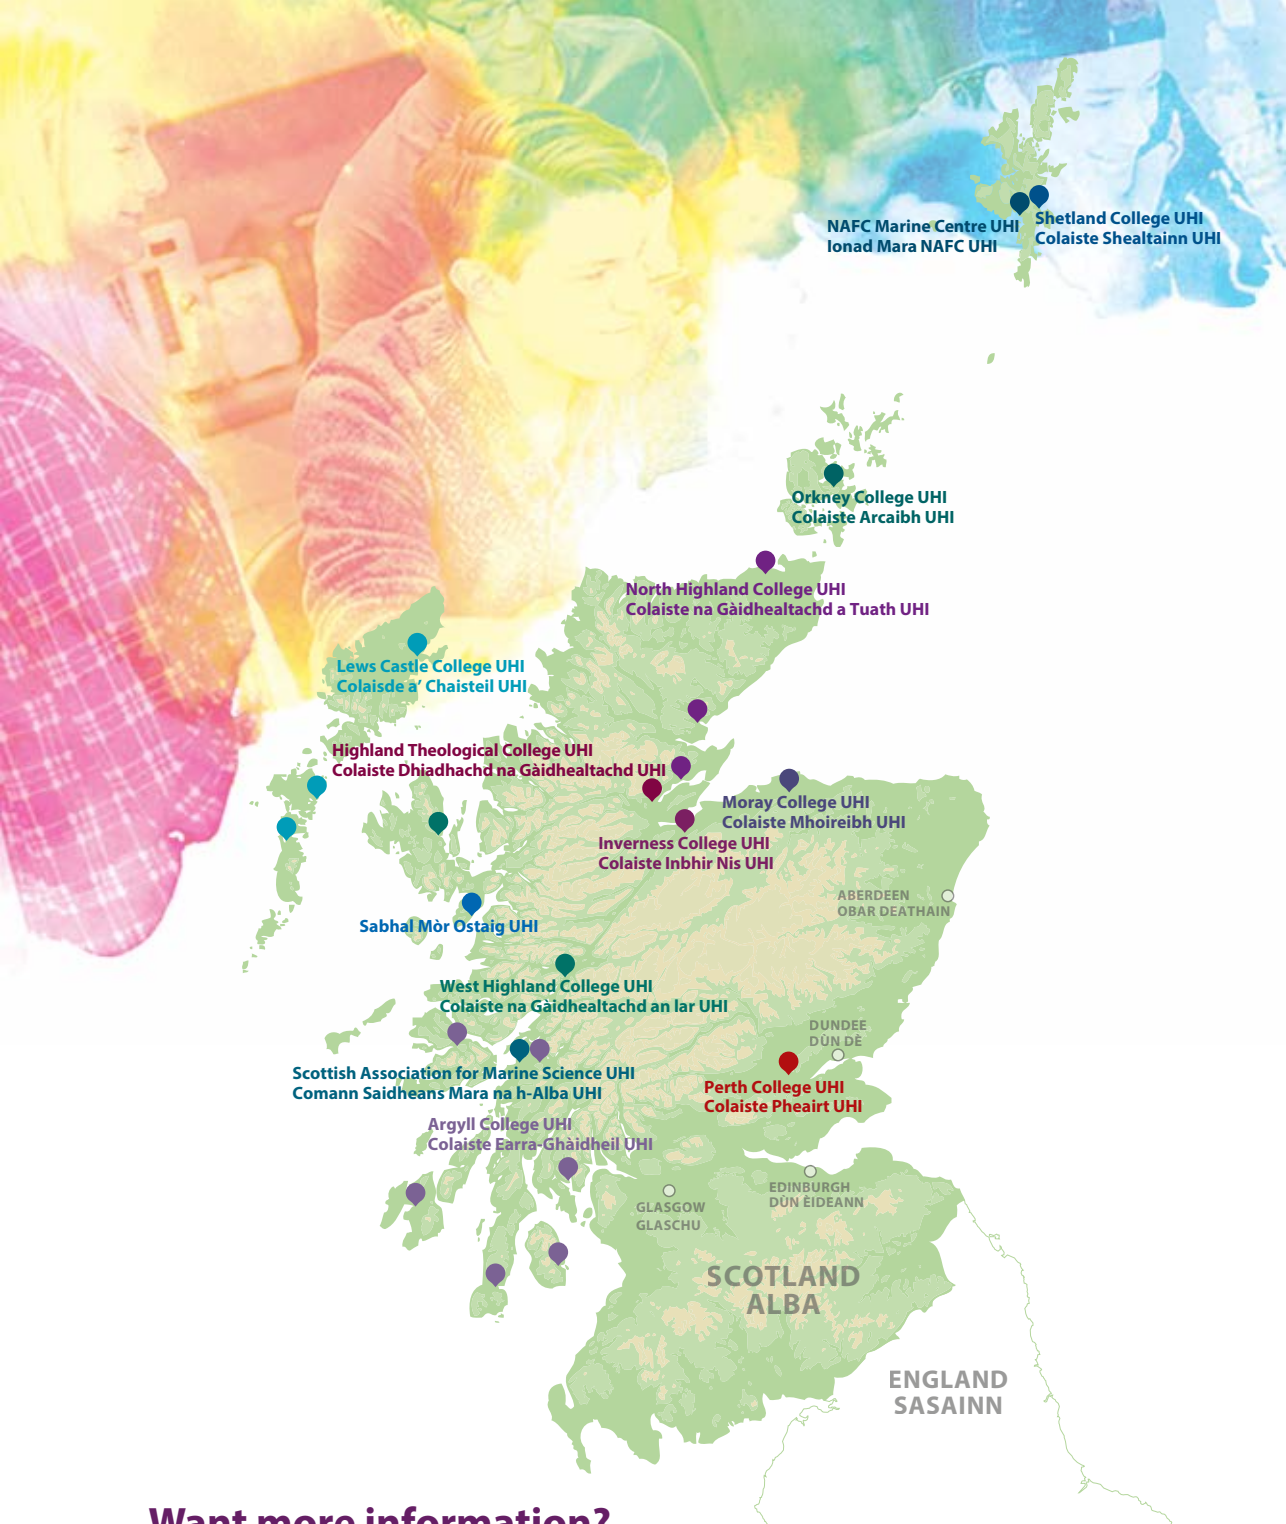 NAFC Marine Centre UHI
Ionad Mara NAFC UHI
Shetland College UHI
Colaiste Shealtainn UHI
Orkney College UHI
Colaiste Arcaibh UHI
North Highland College UHI
Colaiste na Gàidhealtachd a Tuath UHI
Lews Castle College UHI
Colaisde a’ Chaisteil UHI
Highland Theological College UHI
Colaiste Dhiadhachd na Gàidhealtachd UHI
Moray College UHI
Colaiste Mhoireibh UHI
Inverness College UHI
Colaiste Inbhir Nis UHI
ABERDEEN
OBAR DEATHAIN
Sabhal Mòr Ostaig UHI
West Highland College UHI
Colaiste na Gàidhealtachd an Iar UHI
DUNDEE
DÙN DÈ
Scottish Association for Marine Science UHI
Comann Saidheans Mara na h-Alba UHI
Perth College UHI
Colaiste Pheairt UHI
Argyll College UHI
Colaiste Earra-Ghàidheil UHI
EDINBURGH
DÙN ÈIDEANN
GLASGOW
GLASCHU
SCOTLAND
ALBA
ENGLAND
SASAINN
Want more information?